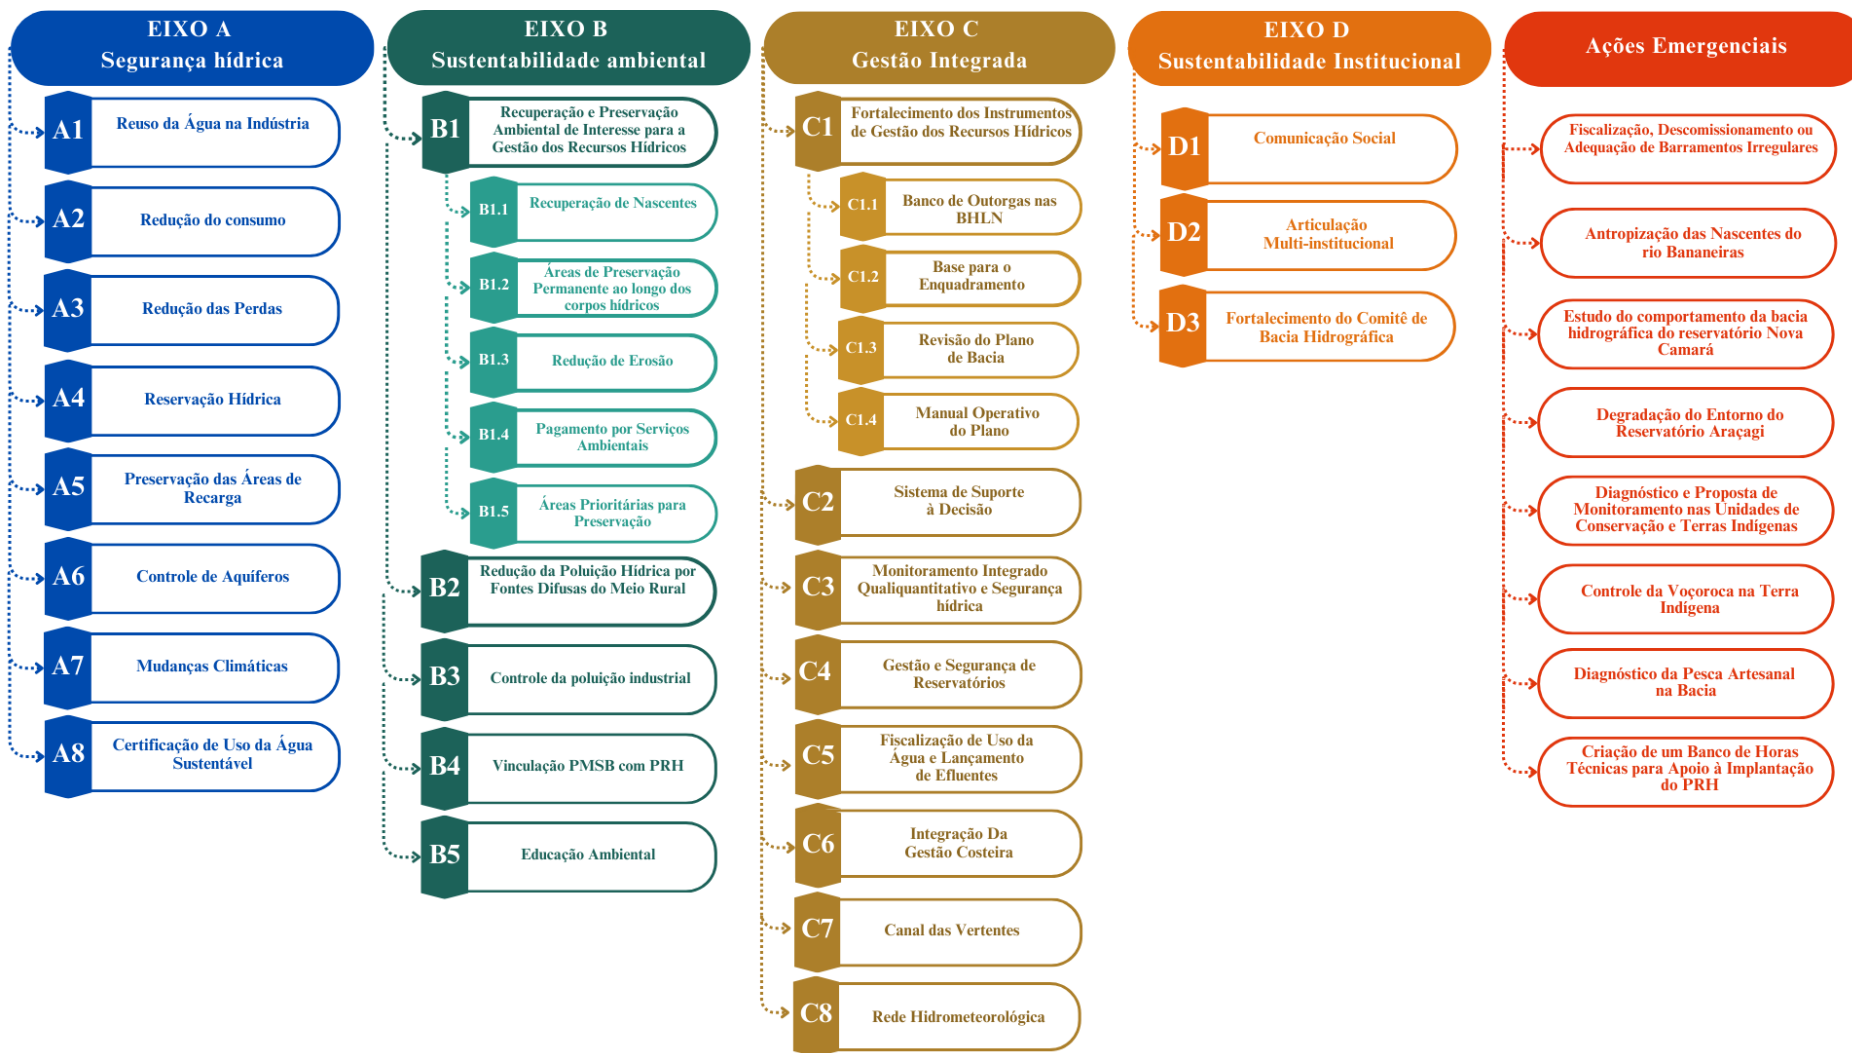 EIXO A
Segurança hídrica
A1
Reuso da Água na Indústria
A2
Redução do consumo
A3
Redução das Perdas
A4
Reservação Hídrica
A5
Preservação das Áreas de
Recarga
A6
Controle de Aquíferos
A7
Mudanças Climáticas
A8
Certificação de Uso da Água
Sustentável
EIXO B
Sustentabilidade ambiental
B1
Recuperação e Preservação
Ambiental de Interesse para a
Gestão dos Recursos Hídricos
B1.1
Recuperação de Nascentes
B1.2
Áreas de Preservação
Permanente ao longo dos
corpos hídricos
B1.3
Redução de Erosão
B1.4
Pagamento por Serviços
Ambientais
B1.5
Áreas Prioritárias para
Preservação
B2
Redução da Poluição Hídrica por
Fontes Difusas do Meio Rural
B3
Controle da poluição industrial
B4
Vinculação PMSB com PRH
B5
Educação Ambiental
EIXO C
Gestão Integrada
C1
Fortalecimento dos Instrumentos
de Gestão dos Recursos Hídricos
C1.1
Banco de Outorgas nas
BHLN
C1.2
Base para o
Enquadramento
C1.3
Revisão do Plano
de Bacia
C1.4
Manual Operativo
do Plano
C2
Sistema de Suporte
à Decisão
C3
Monitoramento Integrado
Qualiquantitativo e Segurança
hídrica
C4
Gestão e Segurança de
Reservatórios
C5
Fiscalização de Uso da
Água e Lançamento
de Efluentes
C6
Integração Da
Gestão Costeira
C7
Canal das Vertentes
C8
Rede Hidrometeorológica
EIXO D
Sustentabilidade Institucional
D1
Comunicação Social
D2
Articulação
Multi-institucional
D3
Fortalecimento do Comitê de
Bacia Hidrográfica
Ações Emergenciais
Fiscalização, Descomissionamento ou
Adequação de Barramentos Irregulares
Antropização das Nascentes do
rio Bananeiras
Estudo do comportamento da bacia
hidrográfica do reservatório Nova
Camará
Degradação do Entorno do
Reservatório Araçagi
Diagnóstico e Proposta de
Monitoramento nas Unidades de
Conservação e Terras Indígenas
Controle da Voçoroca na Terra
Indígena
Diagnóstico da Pesca Artesanal
na Bacia
Criação de um Banco de Horas
Técnicas para Apoio à Implantação
do PRH